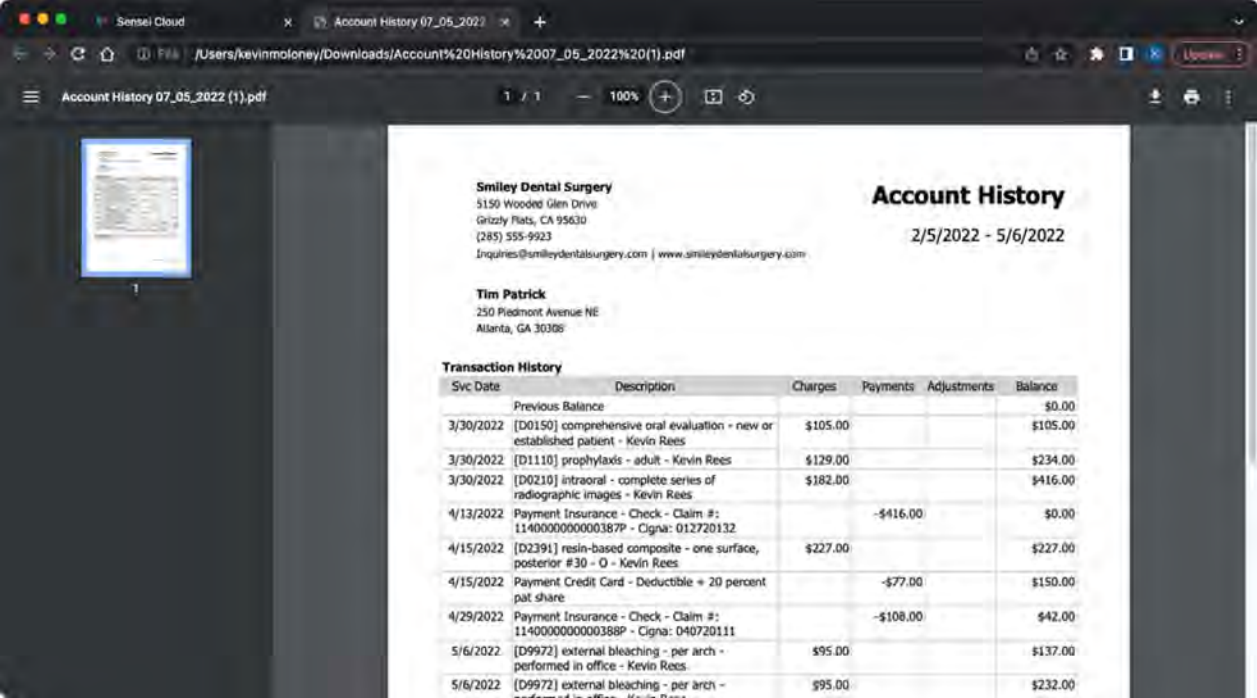 Sensei Cloud
Account History 07_05_2022
File /Users/kevinmoloney/Downloads/Account%20History%2007_05_2022%20(1).pdf
Update
Account History 07_05_2022 (1).pdf
1 / 1
100%
1
Smiley Dental Surgery
5150 Wooded Glen Drive
Grizzly Flats, CA 95630
(285) 555-9923
Inquiries@smileydentalsurgery.com | www.smileydentalsurgery.com
Account History
2/5/2022 - 5/6/2022
Tim Patrick
250 Piedmont Avenue NE
Atlanta, GA 30308
Transaction History
Svc Date Description Charges Payments Adjustments Balance
Previous Balance $0.00
3/30/2022 [D0150] comprehensive oral evaluation - new or $105.00 $105.00
established patient - Kevin Rees
3/30/2022 [D1110] prophylaxis - adult - Kevin Rees $129.00 $234.00
3/30/2022 [D0210] intraoral - complete series of $182.00 $416.00
radiographic images - Kevin Rees
4/13/2022 Payment Insurance - Check - Claim #: -$416.00 $0.00
1140000000000387P - Cigna: 012720132
4/15/2022 [D2391] resin-based composite - one surface, $227.00 $227.00
posterior #30 - O - Kevin Rees
4/15/2022 Payment Credit Card - Deductible + 20 percent -$77.00 $150.00
pat share
4/29/2022 Payment Insurance - Check - Claim #: -$108.00 $42.00
1140000000000388P - Cigna: 040720111
5/6/2022 [D9972] external bleaching - per arch - $95.00 $137.00
performed in office - Kevin Rees
5/6/2022 [D9972] external bleaching - per arch - $95.00 $232.00
performed in office - Kevin Rees